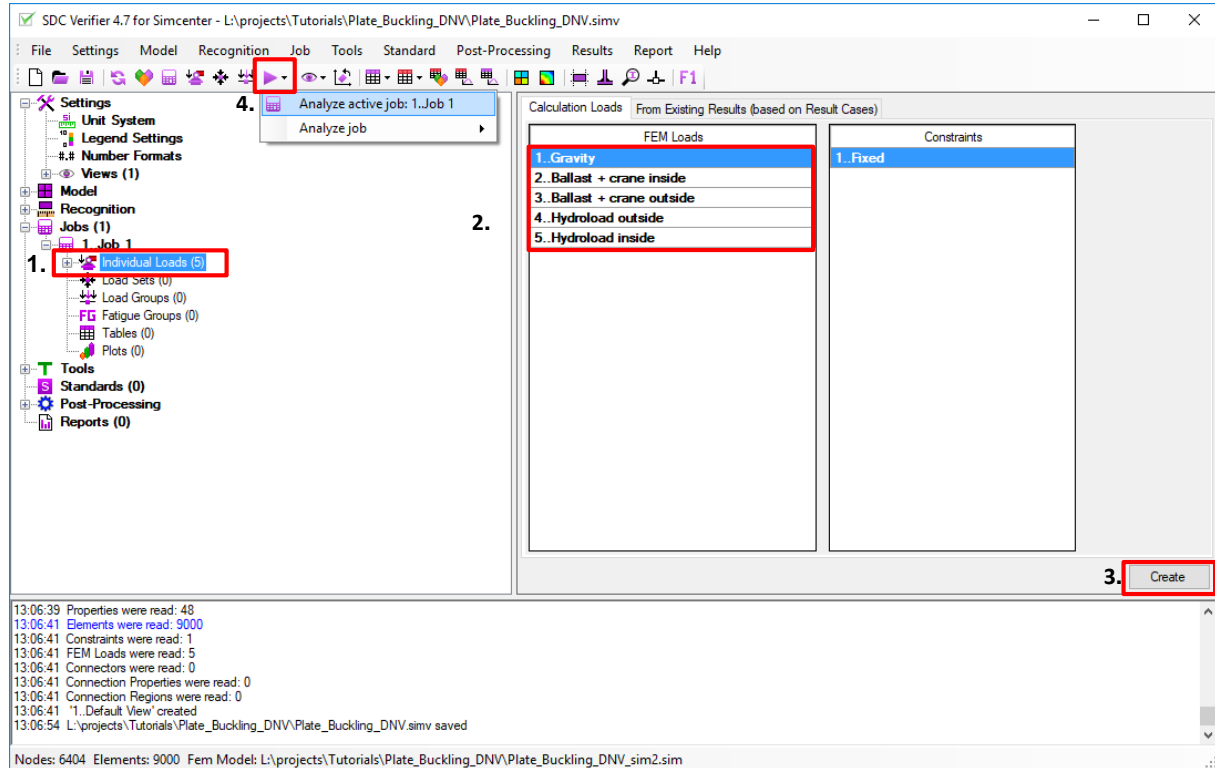 SDC Verifier 4.7 for Simcenter - L:\projects\Tutorials\Plate_Buckling_DNV\Plate_Buckling_DNV.simv
File Settings Model Recognition Job Tools Standard Post-Processing Results Report Help
F1
4.
Analyze active job: 1..Job 1
Analyze job
Settings
Unit System
Legend Settings
Number Formats
Views (1)
Model
Recognition
Jobs (1)
1..Job 1
1.
Individual Loads (5)
Load Sets (0)
Load Groups (0)
FG Fatigue Groups (0)
Tables (0)
Plots (0)
T Tools
S Standards (0)
Post-Processing
Reports (0)
2.
Calculation Loads From Existing Results (based on Result Cases)
FEM Loads Constraints
1..Gravity 1..Fixed
2..Ballast + crane inside
3..Ballast + crane outside
4..Hydroload outside
5..Hydroload inside
3. Create
13:06:39 Properties were read: 48
13:06:41 Elements were read: 9000
13:06:41 Constraints were read: 1
13:06:41 FEM Loads were read: 5
13:06:41 Connectors were read: 0
13:06:41 Connection Properties were read: 0
13:06:41 Connection Regions were read: 0
13:06:41 '1..Default View' created
13:06:54 L:\projects\Tutorials\Plate_Buckling_DNV\Plate_Buckling_DNV.simv saved
Nodes: 6404 Elements: 9000 Fem Model: L:\projects\Tutorials\Plate_Buckling_DNV\Plate_Buckling_DNV_sim2.sim